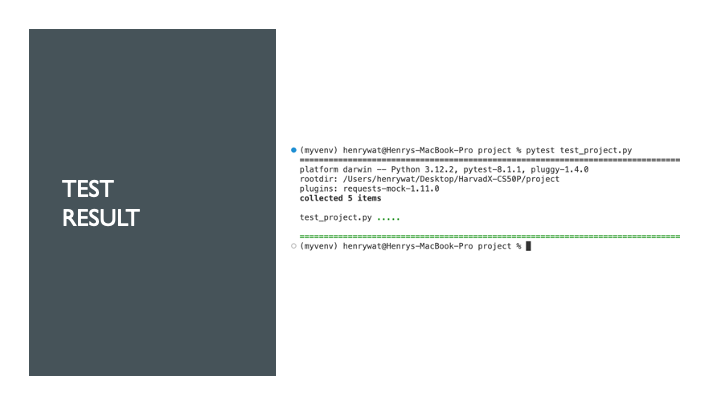 TEST
RESULT
(myvenv) henrywat@Henrys-MacBook-Pro project % pytest test_project.py
================================================================================
platform darwin -- Python 3.12.2, pytest-8.1.1, pluggy-1.4.0
rootdir: /Users/henrywat/Desktop/HarvadX-CS50P/project
plugins: requests-mock-1.11.0
collected 5 items
test_project.py .....
================================================================================
(myvenv) henrywat@Henrys-MacBook-Pro project %